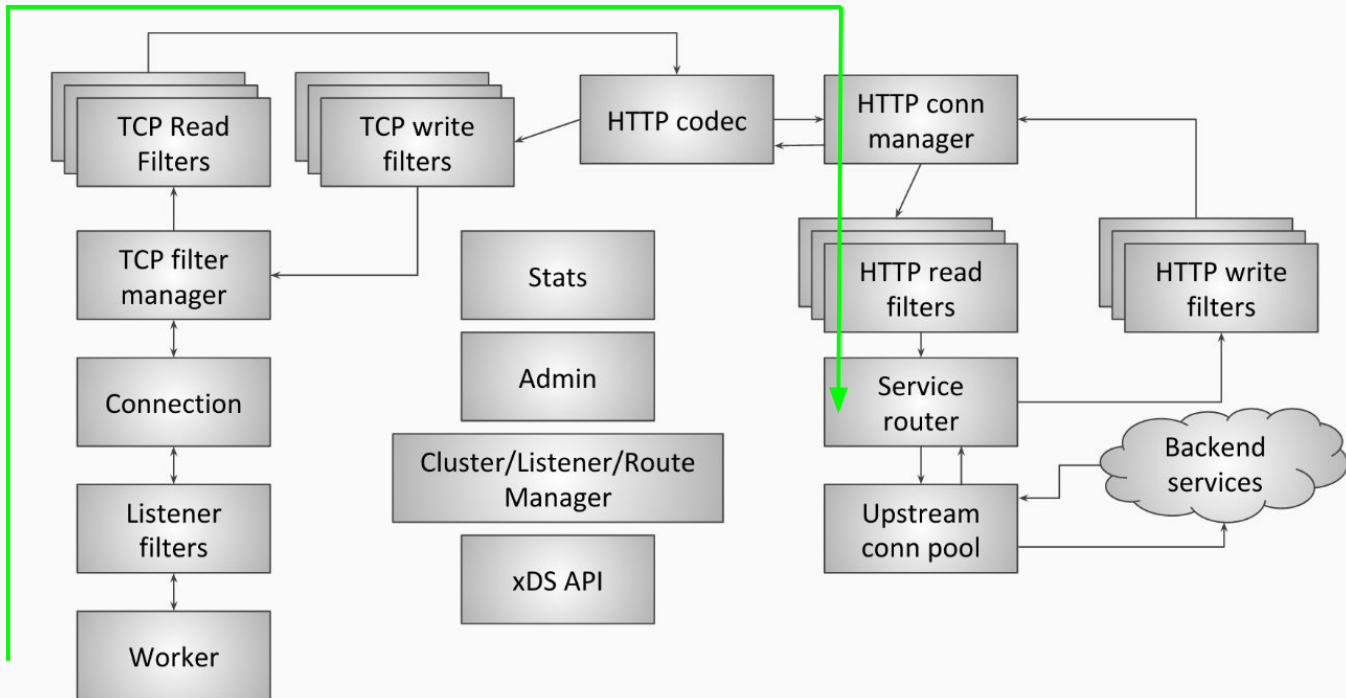 TCP Read
Filters
TCP write
filters
HTTP codec
HTTP conn
manager
TCP filter
manager
Stats
HTTP read
filters
HTTP write
filters
Connection
Admin
Service
router
Cluster/Listener/Route
Manager
Backend
services
Listener
filters
xDS API
Upstream
conn pool
Worker